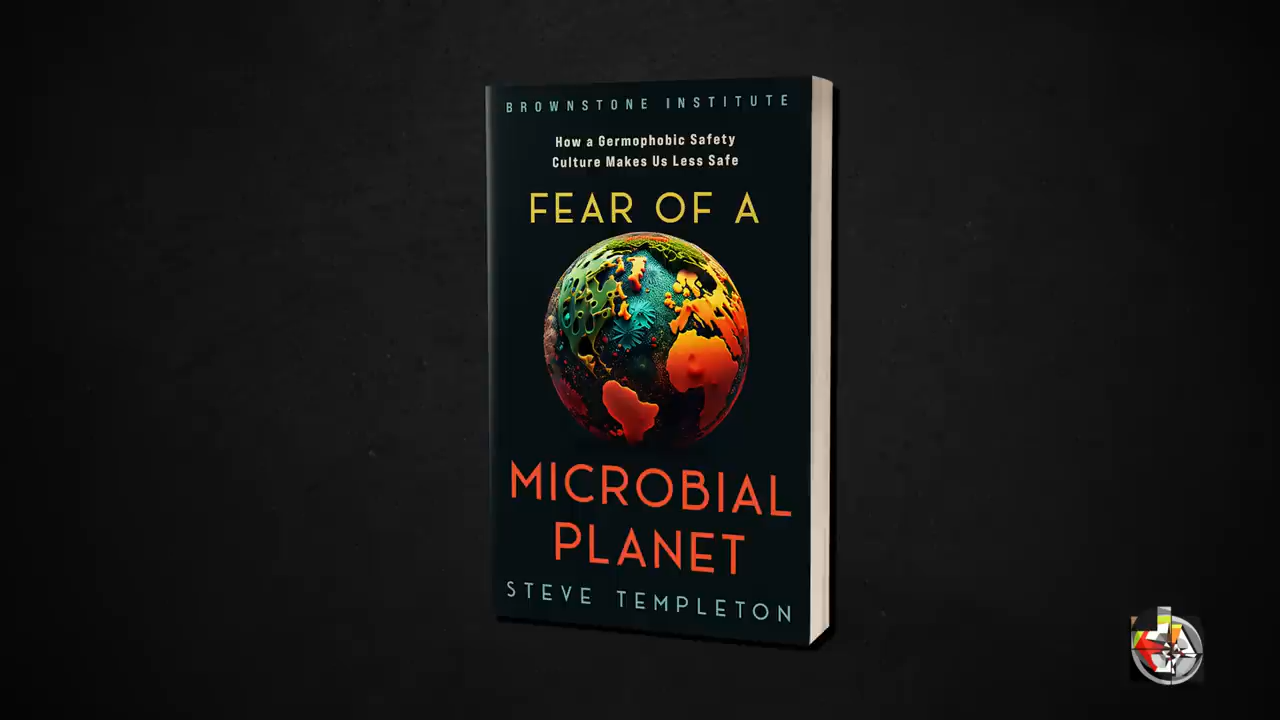 BROWNSTONE INSTITUTE
How a Germophobic Safety
Culture Makes Us Less Safe
FEAR OF A
MICROBIAL
PLANET
STEVE TEMPLETON